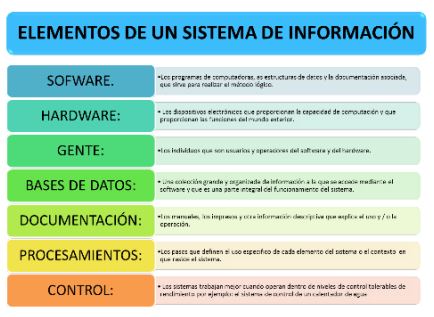 ELEMENTOS DE UN SISTEMA DE INFORMACIÓN
SOFWARE:
•Los programas de computadoras, as estructuras de datos y la documentación asociada,
que sirve para realizar el método lógico.
HARDWARE:
• Los dispositivos electrónicos que proporcionan la capacidad de computación y que
proporcionan las funciones del mundo exterior.
GENTE:
•Los individuos que son usuarios y operadores del software y del hardware.
BASES DE DATOS:
• Una colección grande y organizada de información a la que se accede mediante el
software y que es una parte integral del funcionamiento del sistema.
DOCUMENTACIÓN:
•Los manuales, los impresos y otra información descriptiva que explica el uso y / o la
operación.
PROCESAMIENTOS:
•Los pasos que definen el uso especifico de cada elemento del sistema o el contexto en
que reside el sistema.
CONTROL:
• Los sistemas trabajan mejor cuando operan dentro de niveles de control tolerables de
rendimiento por ejemplo: el sistema de control de un calentador de agua